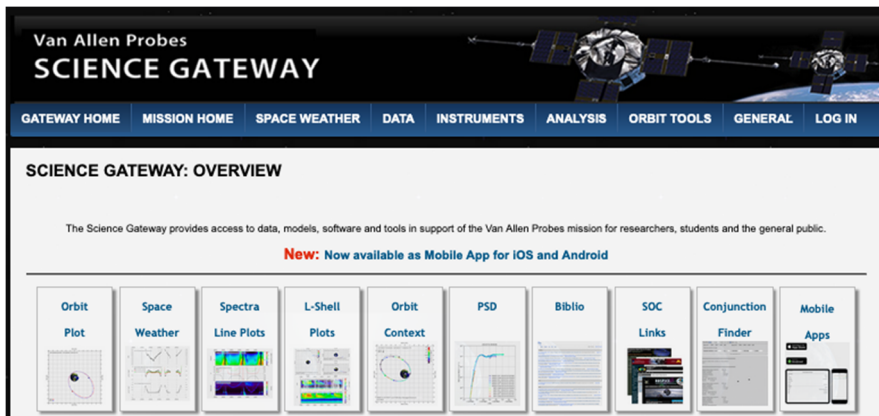 Van Allen Probes
SCIENCE GATEWAY
GATEWAY HOME MISSION HOME SPACE WEATHER DATA INSTRUMENTS ANALYSIS ORBIT TOOLS GENERAL LOG IN
SCIENCE GATEWAY: OVERVIEW
The Science Gateway provides access to data, models, software and tools in support of the Van Allen Probes mission for researchers, students and the general public.
New: Now available as Mobile App for iOS and Android
Orbit
Plot
Space
Weather
Spectra
Line Plots
L-Shell
Plots
Orbit
Context
PSD
Biblio
SOC
Links
Conjunction
Finder
Mobile
Apps